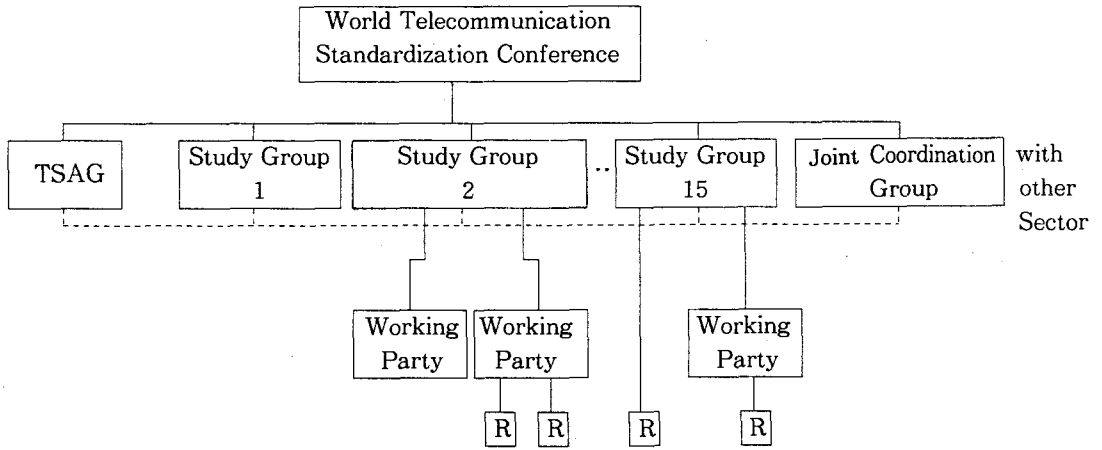 World Telecommunication
Standardization Conference
TSAG
Study Group
1
Study Group
2
..
Study Group
15
Joint Coordination
Group
with
other
Sector
Working
Party
Working
Party
Working
Party
R
R
R
R